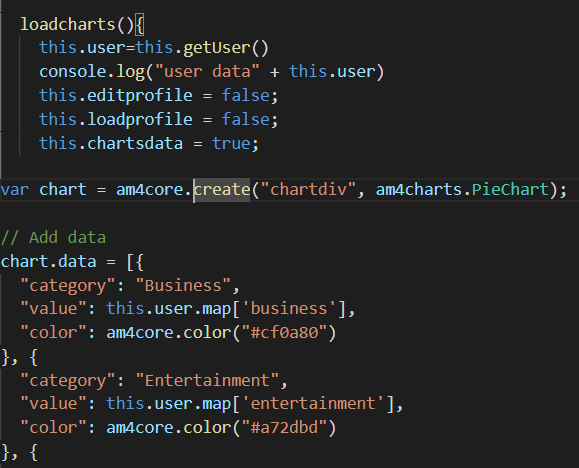 loadcharts(){
this.user=this.getUser()
console.log("user data" + this.user)
this.editprofile = false;
this.loadprofile = false;
this.chartsdata = true;
var chart = am4core.create("chartdiv", am4charts.PieChart);
// Add data
chart.data = [{
"category": "Business",
"value": this.user.map['business'],
"color": am4core.color("#cf0a80")
}, {
"category": "Entertainment",
"value": this.user.map['entertainment'],
"color": am4core.color("#a72dbd")
}, {